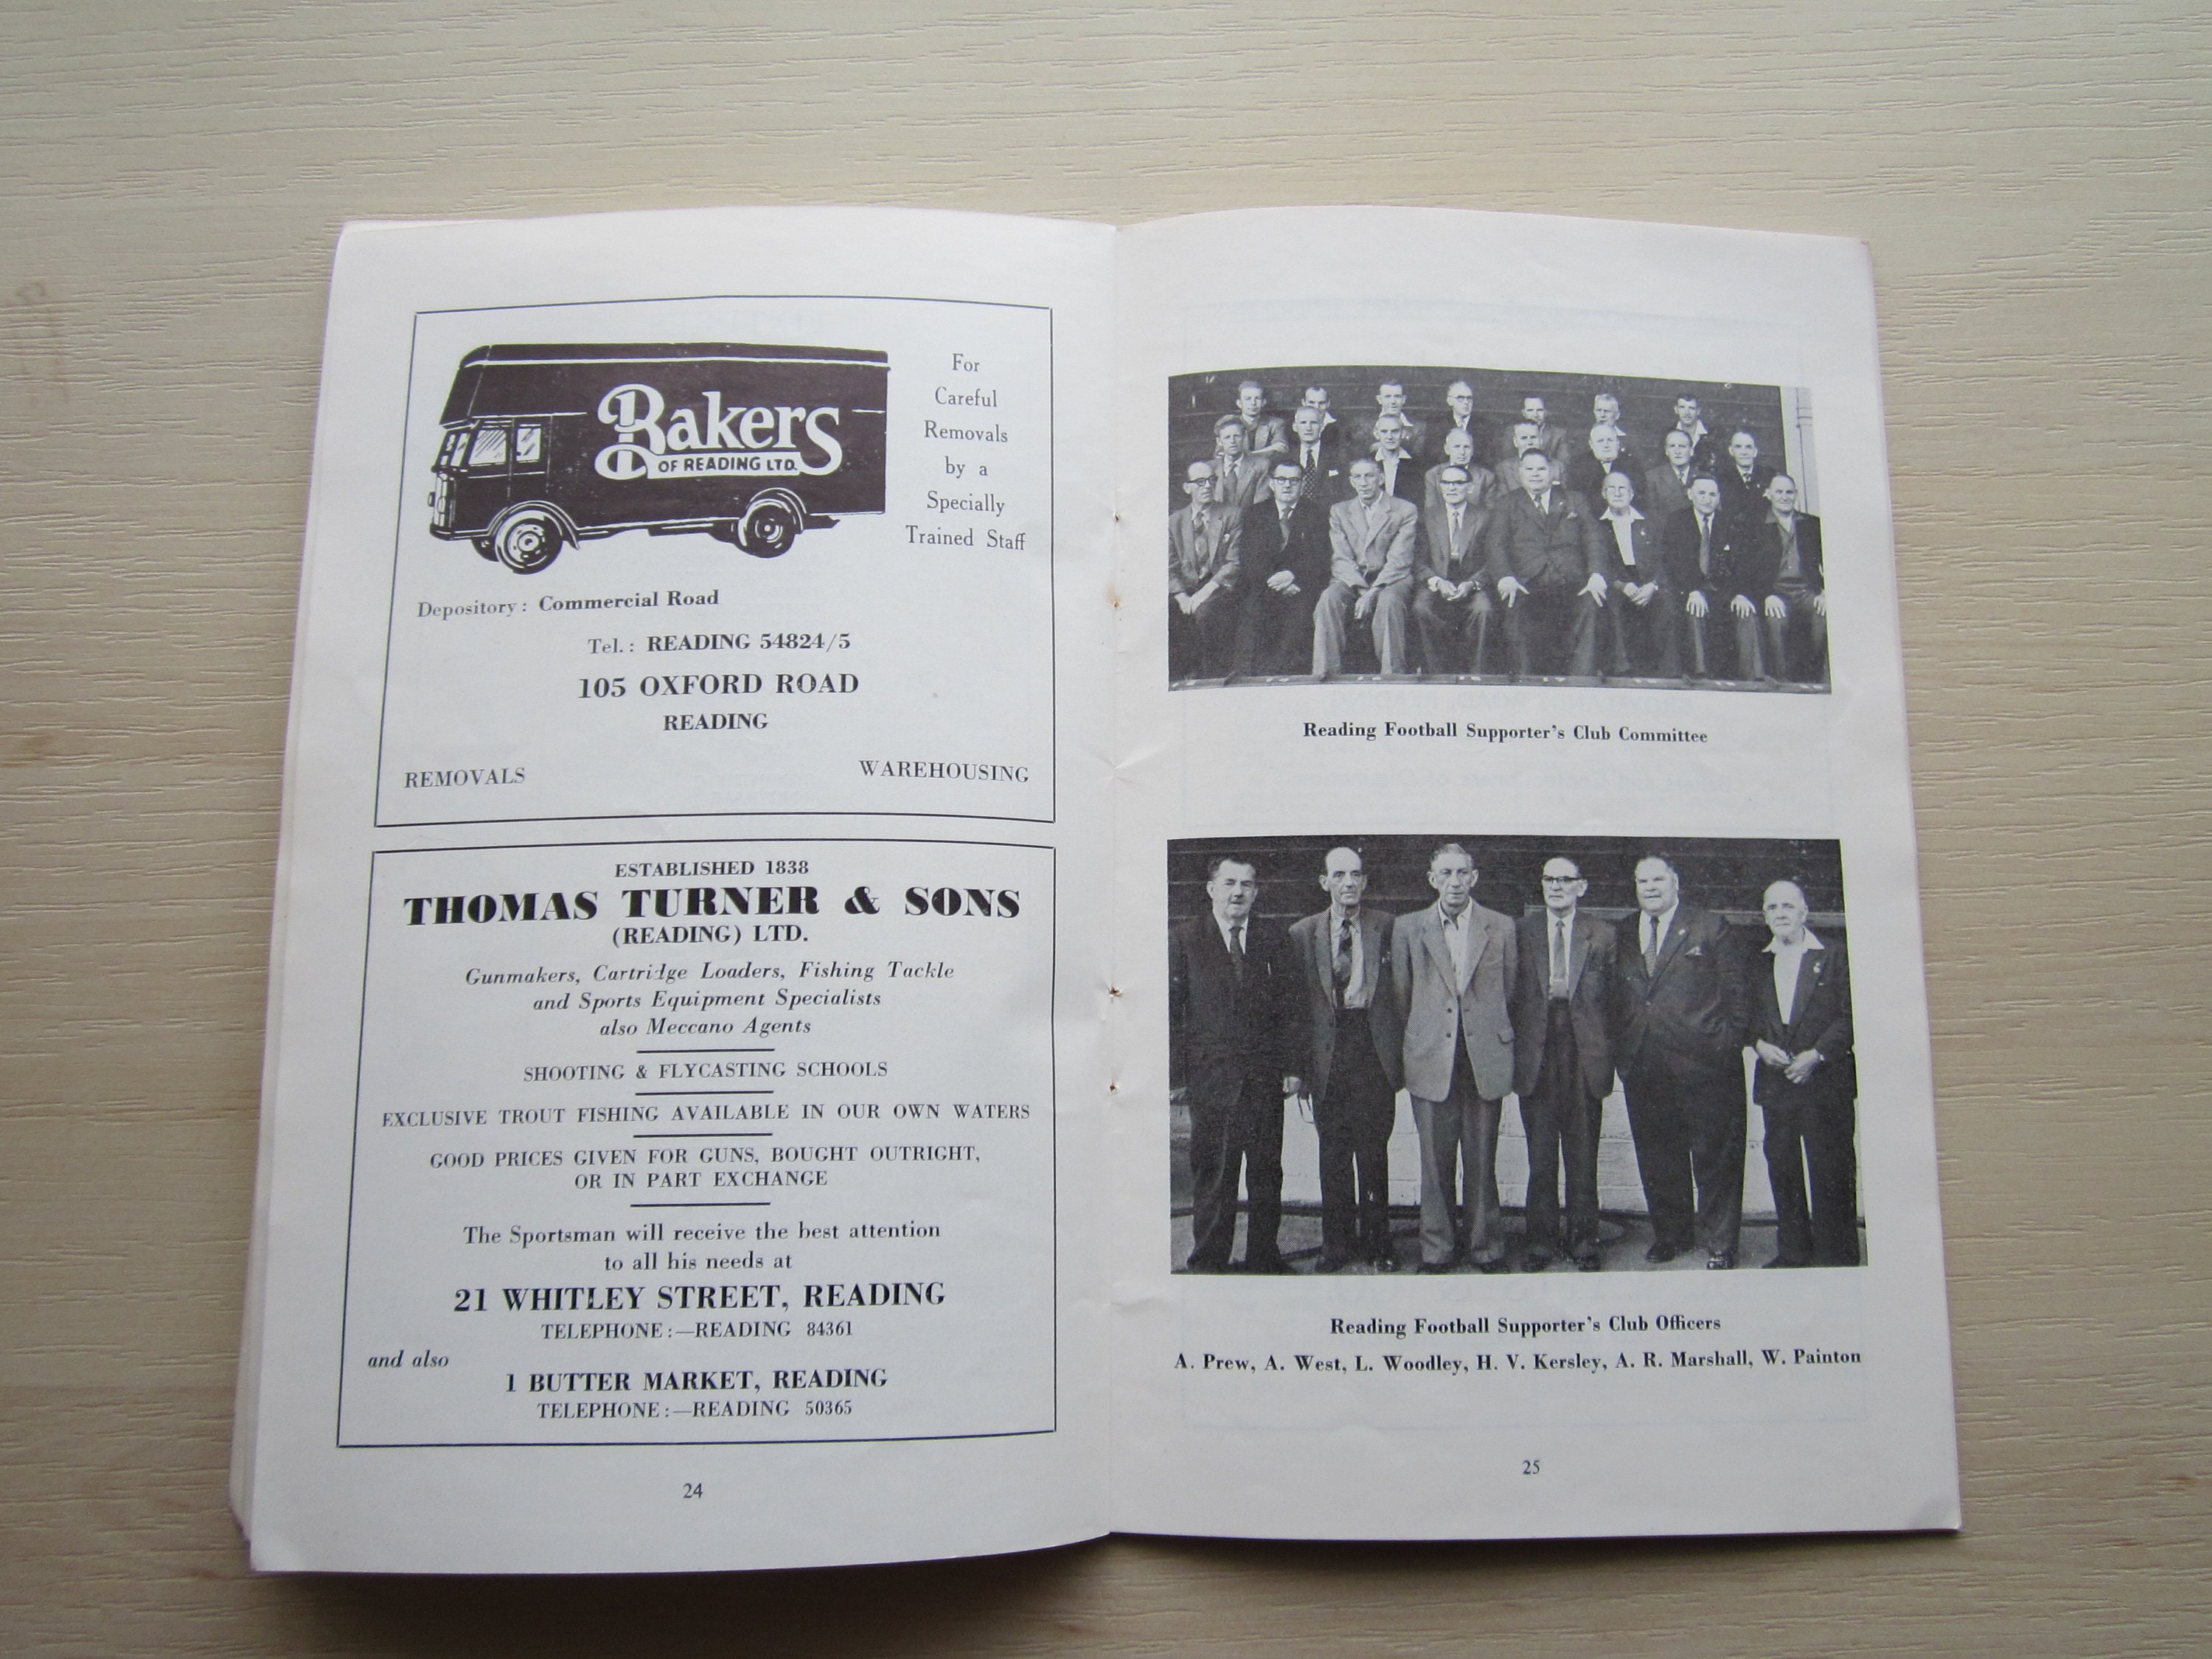 Bakers
OF READING LTD.
For
Careful
Removals
by a
Specially
Trained Staff
Depository: Commercial Road
Tel.: READING 54824/5
105 OXFORD ROAD
READING
REMOVALS WAREHOUSING
ESTABLISHED 1838
THOMAS TURNER & SONS
(READING) LTD.
Gunmakers, Cartridge Loaders, Fishing Tackle
and Sports Equipment Specialists
also Meccano Agents
SHOOTING & FLYCASTING SCHOOLS
EXCLUSIVE TROUT FISHING AVAILABLE IN OUR OWN WATERS
GOOD PRICES GIVEN FOR GUNS, BOUGHT OUTRIGHT,
OR IN PART EXCHANGE
The Sportsman will receive the best attention
to all his needs at
21 WHITLEY STREET, READING
TELEPHONE:—READING 84361
and also
1 BUTTER MARKET, READING
TELEPHONE:—READING 50365
24
Reading Football Supporter's Club Committee
Reading Football Supporter's Club Officers
A. Prew, A. West, L. Woodley, H. V. Kersley, A. R. Marshall, W. Painton
25